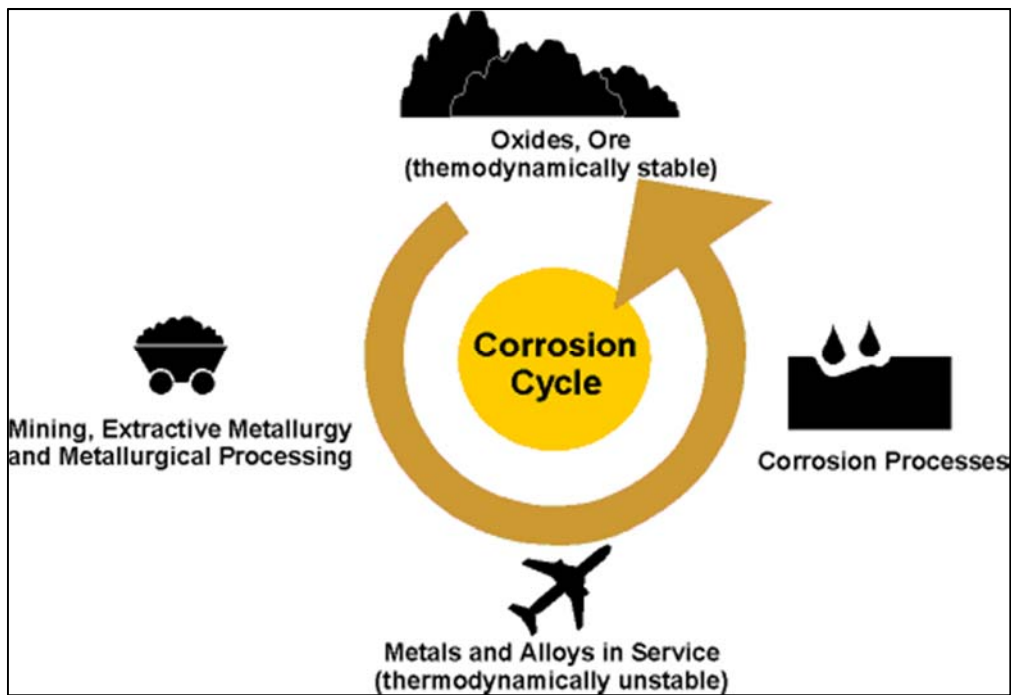 Oxides, Ore
(themodynamically stable)
Corrosion
Cycle
Mining, Extractive Metallurgy
and Metallurgical Processing
Corrosion Processes
Metals and Alloys in Service
(thermodynamically unstable)